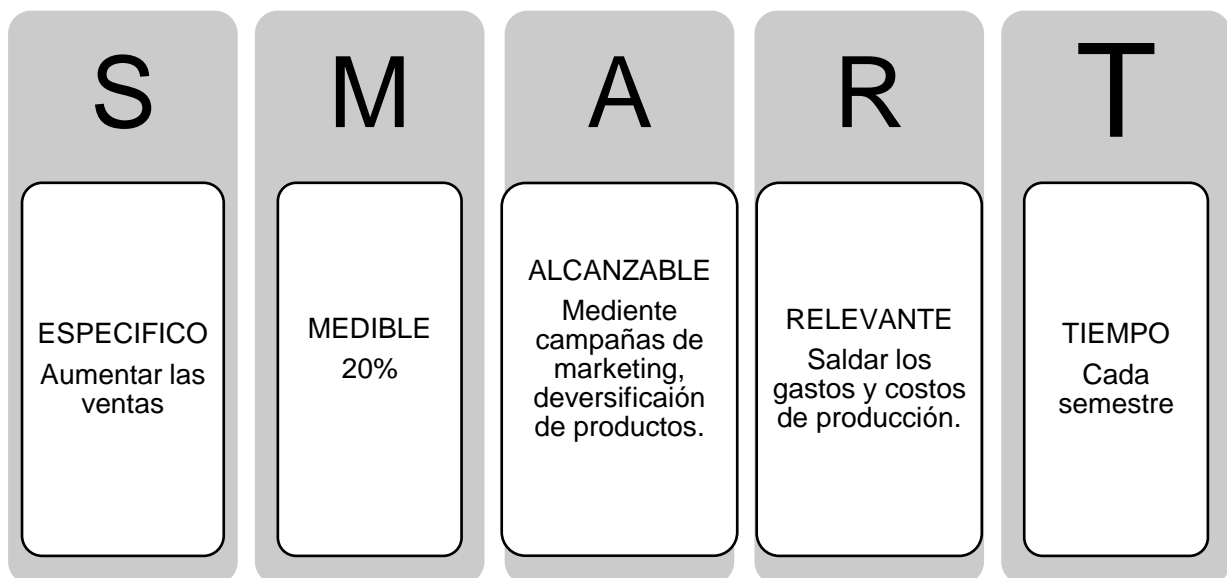 S
ESPECIFICO
Aumentar las
ventas
M
MEDIBLE
20%
A
ALCANZABLE
Mediente
campañas de
marketing,
deversificaión
de productos.
R
RELEVANTE
Saldar los
gastos y costos
de producción.
T
TIEMPO
Cada
semestre